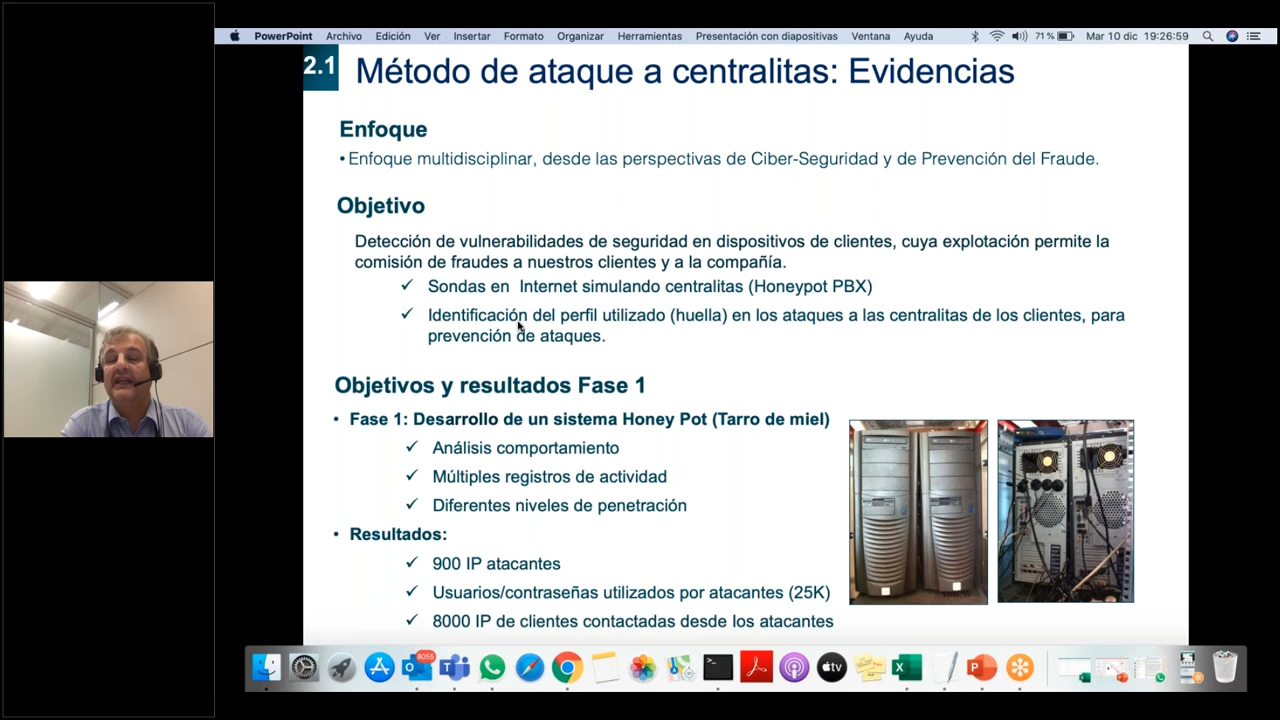 PowerPoint Archivo Edición Ver Insertar Formato Organizar Herramientas Presentación con diapositivas Ventana Ayuda 71 % Mar 10 dic 19:26:59
2.1 Método de ataque a centralitas: Evidencias
Enfoque
• Enfoque multidisciplinar, desde las perspectivas de Ciber-Seguridad y de Prevención del Fraude.
Objetivo
Detección de vulnerabilidades de seguridad en dispositivos de clientes, cuya explotación permite la
comisión de fraudes a nuestros clientes y a la compañía.
✓ Sondas en Internet simulando centralitas (Honeypot PBX)
✓ Identificación del perfil utilizado (huella) en los ataques a las centralitas de los clientes, para
prevención de ataques.
Objetivos y resultados Fase 1
• Fase 1: Desarrollo de un sistema Honey Pot (Tarro de miel)
✓ Análisis comportamiento
✓ Múltiples registros de actividad
✓ Diferentes niveles de penetración
• Resultados:
✓ 900 IP atacantes
✓ Usuarios/contraseñas utilizados por atacantes (25K)
✓ 8000 IP de clientes contactadas desde los atacantes
8055
tv